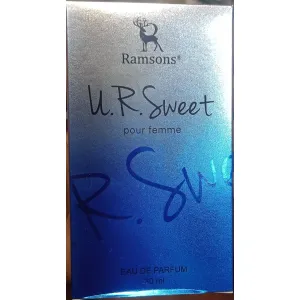 Ramsons®
U.R.Sweet
pour femme
R.Swe
EAU DE PARFUM